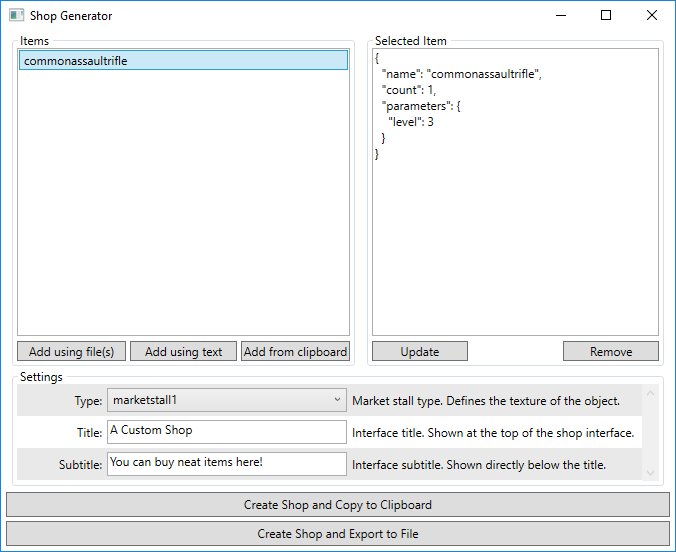 Shop Generator
Items
commonassaultrifle
Add using file(s)
Add using text
Add from clipboard
Selected Item
{
"name": "commonassaultrifle",
"count": 1,
"parameters": {
"level": 3
}
}
Update
Remove
Settings
Type: marketstall1 Market stall type. Defines the texture of the object.
Title: A Custom Shop Interface title. Shown at the top of the shop interface.
Subtitle: You can buy neat items here! Interface subtitle. Shown directly below the title.
Create Shop and Copy to Clipboard
Create Shop and Export to File